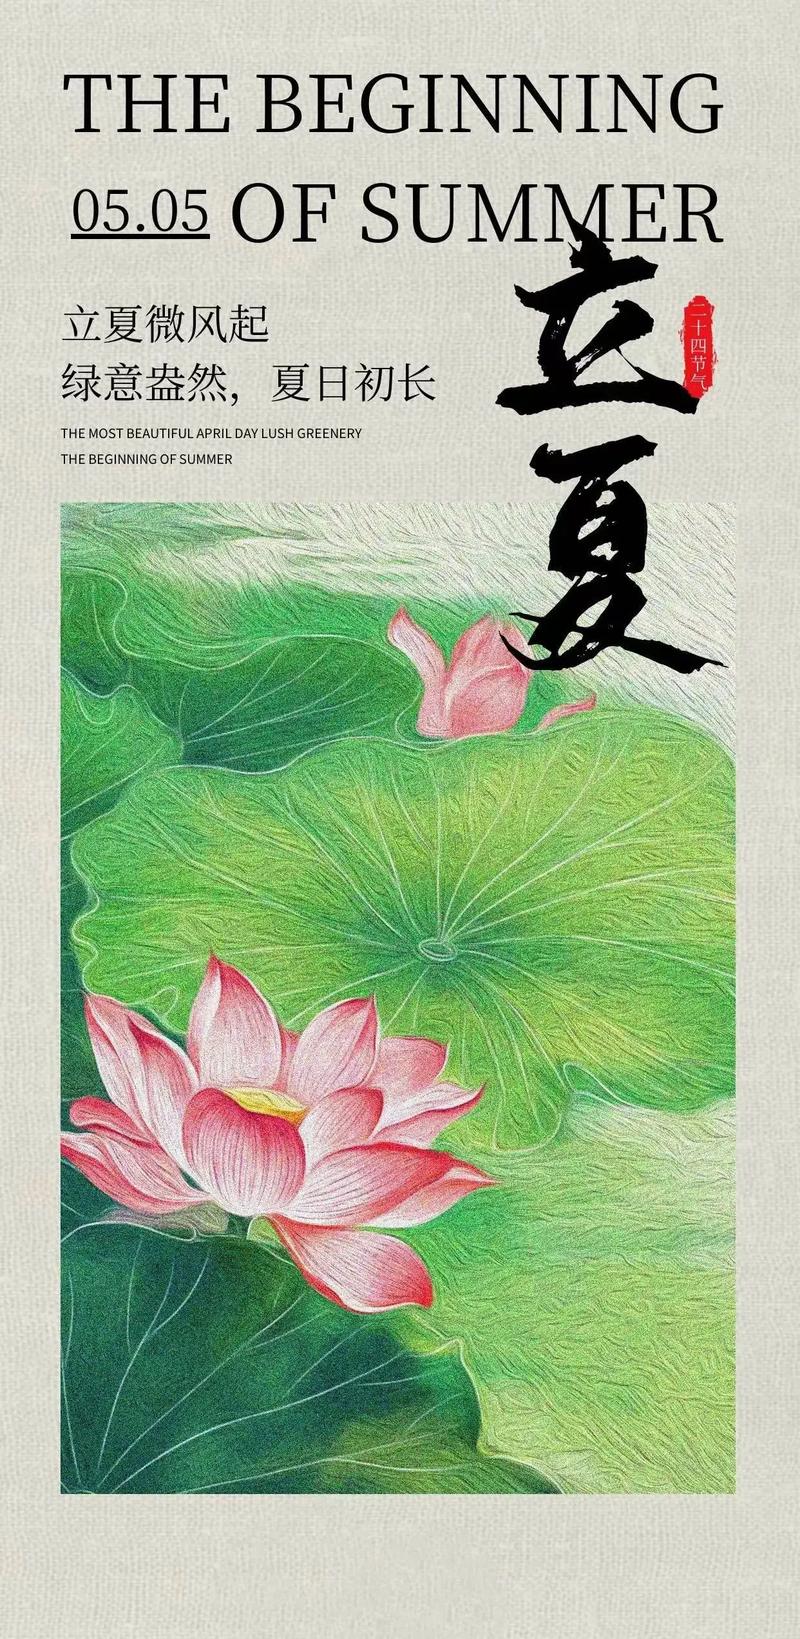 THE BEGINNING
05.05 OF SUMMER
立夏
二十四节气
立夏微风起
绿意盎然，夏日初长
THE MOST BEAUTIFUL APRIL DAY LUSH GREENERY
THE BEGINNING OF SUMMER